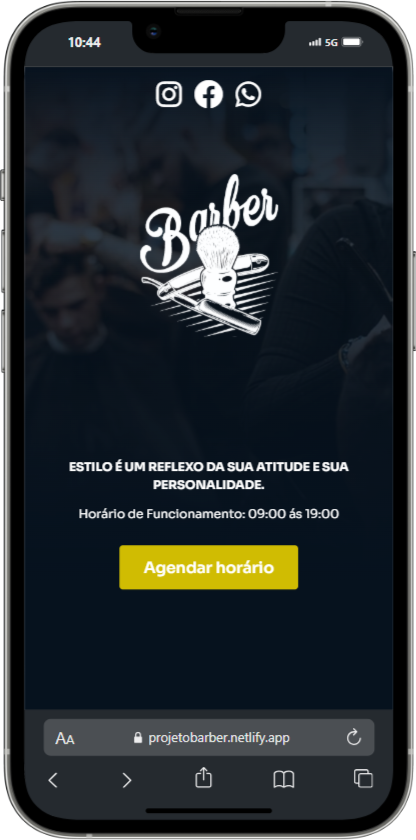 10:44
5G
Barber
ESTILO É UM REFLEXO DA SUA ATITUDE E SUA
PERSONALIDADE.
Horário de Funcionamento: 09:00 ás 19:00
Agendar horário
AA
projetobarber.netlify.app